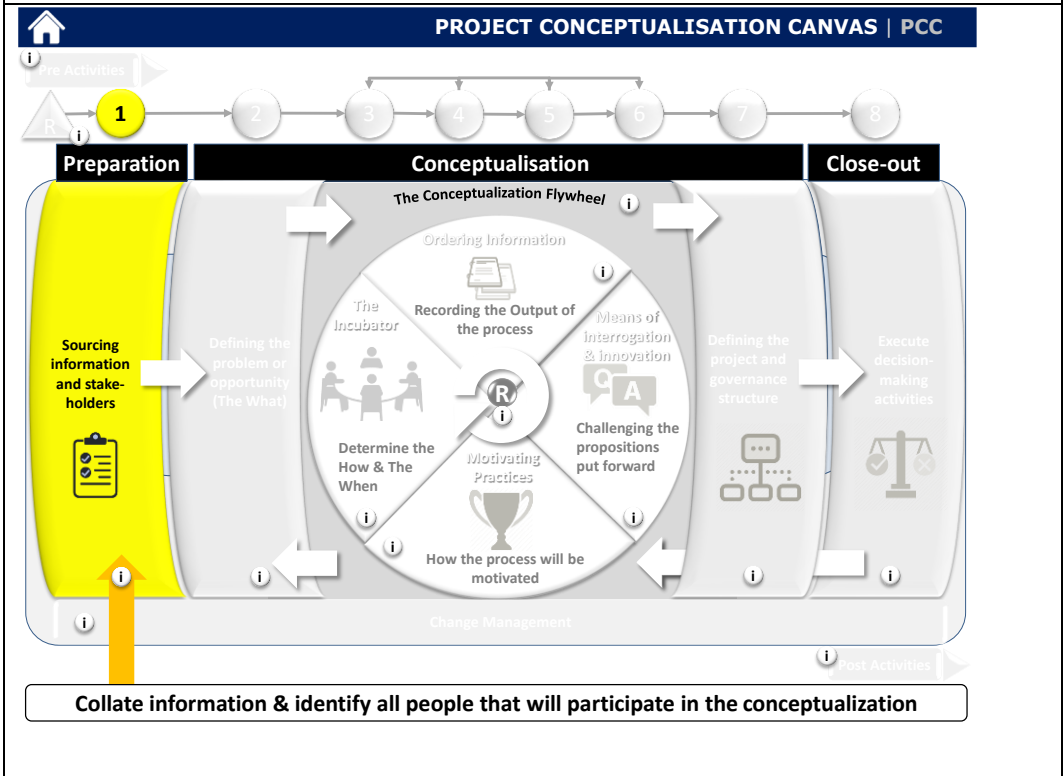 PROJECT CONCEPTUALISATION CANVAS | PCC
i
Pre Activities
R
i
1
2
3
4
5
6
7
8
Preparation
Conceptualisation
Close-out
The Conceptualization Flywheel
i
Sourcing
information
and stake-
holders
i
Defining the
problem or
opportunity
(The What)
i
Ordering Information
i
Recording the Output of
the process
The
Incubator
Determine the
How & The
When
i
R
i
Means of
interrogation
& innovation
Q
A
Challenging the
propositions
put forward
i
Motivating
Practices
i
How the process will be
motivated
Defining the
project and
governance
structure
i
Execute
decision-
making
activities
i
i
Change Management
i
Post Activities
Collate information & identify all people that will participate in the conceptualization